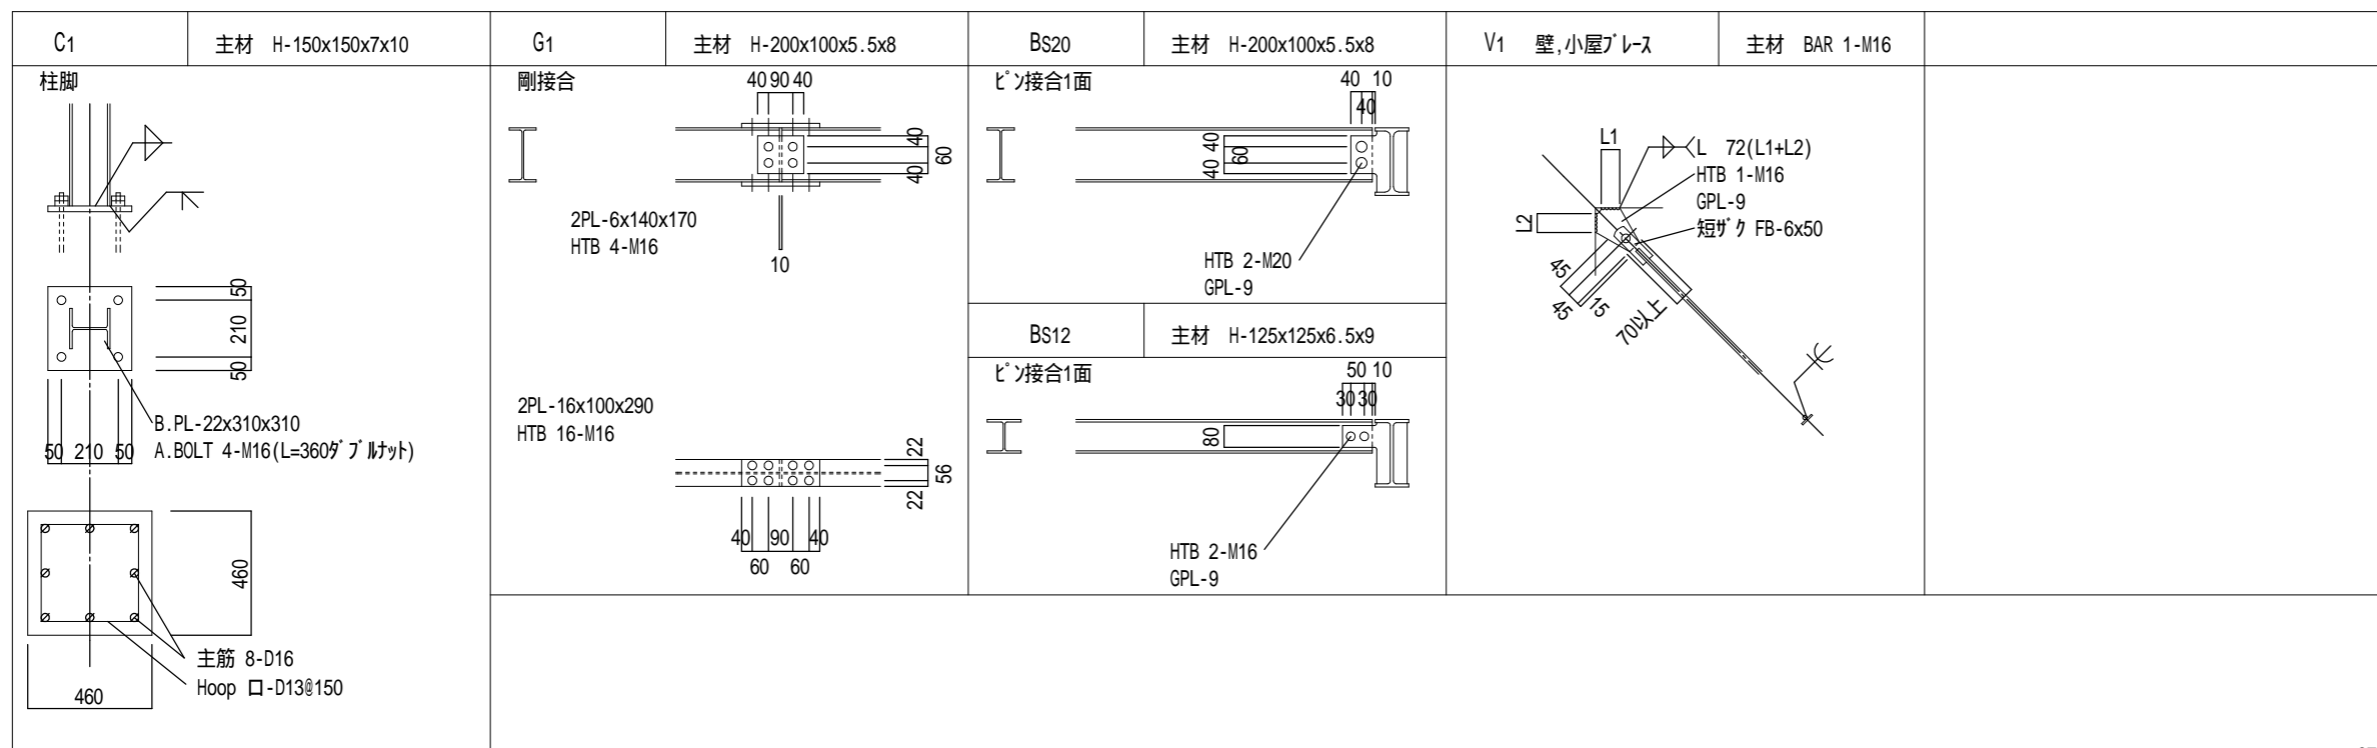 C1
主材 H-150x150x7x10
柱脚
50
210
50
50 210 50
B.PL-22x310x310
A.BOLT 4-M16(L=360ダブルナット)
460
460
主筋 8-D16
Hoop 口-D13@150
G1
主材 H-200x100x5.5x8
剛接合
40 90 40
40
60
40
2PL-6x140x170
HTB 4-M16
10
2PL-16x100x290
HTB 16-M16
22
56
22
40 90 40
60 60
BS20
主材 H-200x100x5.5x8
ピン接合1面
40 10
40
40
60
40
HTB 2-M20
GPL-9
BS12
主材 H-125x125x6.5x9
ピン接合1面
50 10
30 30
80
HTB 2-M16
GPL-9
V1 壁,小屋ブレース
主材 BAR 1-M16
L1
L 72(L1+L2)
HTB 1-M16
GPL-9
短ザク FB-6x50
L2
45
45
15
70以上